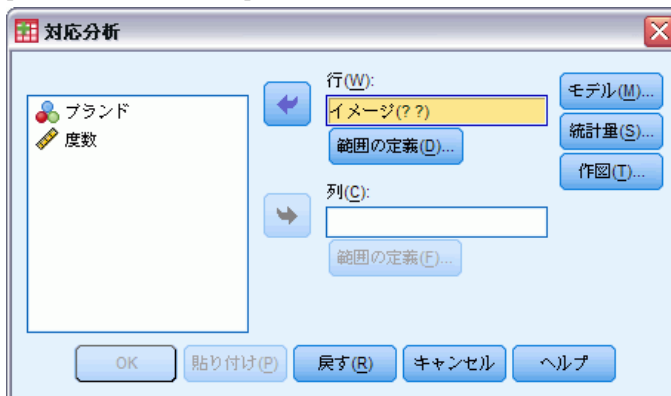 対応分析
ブランド
度数
行(W):
イメージ(? ?)
範囲の定義(D)...
列(C):
範囲の定義(F)...
モデル(M)...
統計量(S)...
作図(T)...
OK
貼り付け(P)
戻す(R)
キャンセル
ヘルプ